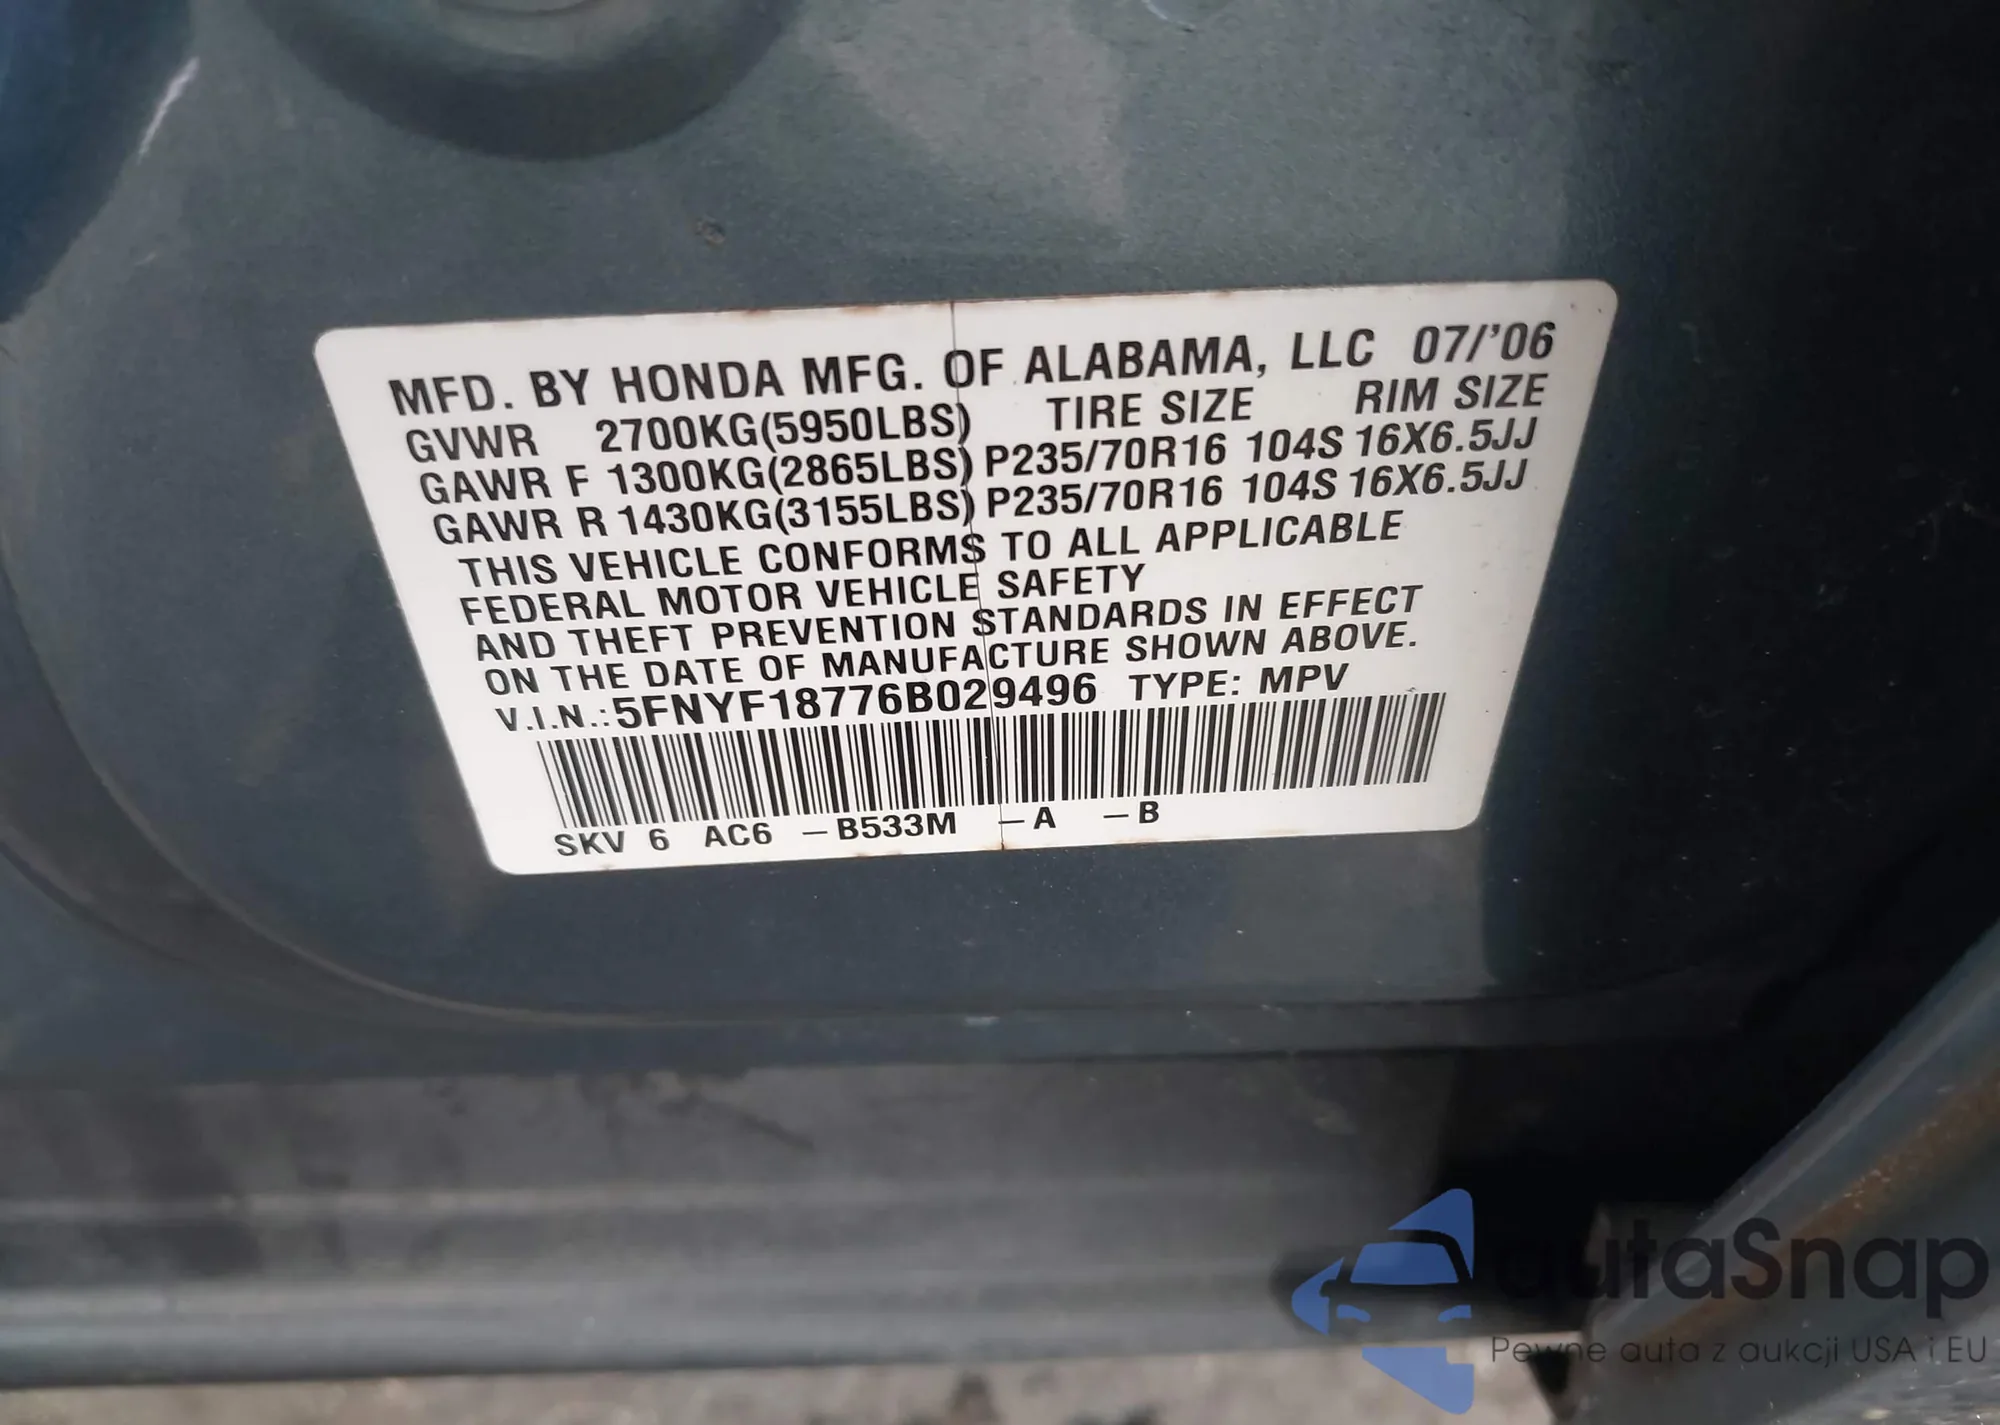 MFD. BY HONDA MFG. OF ALABAMA, LLC 07/'06
GVWR 2700KG(5950LBS) TIRE SIZE RIM SIZE
GAWR F 1300KG(2865LBS) P235/70R16 104S 16X6.5JJ
GAWR R 1430KG(3155LBS) P235/70R16 104S 16X6.5JJ
THIS VEHICLE CONFORMS TO ALL APPLICABLE
FEDERAL MOTOR VEHICLE SAFETY
AND THEFT PREVENTION STANDARDS IN EFFECT
ON THE DATE OF MANUFACTURE SHOWN ABOVE.
V.I.N.:5FNYF18776B029496 TYPE: MPV
SKV 6 AC6 –B533M –A –B
autaSnap
Pewne auta z aukcji USA i EU